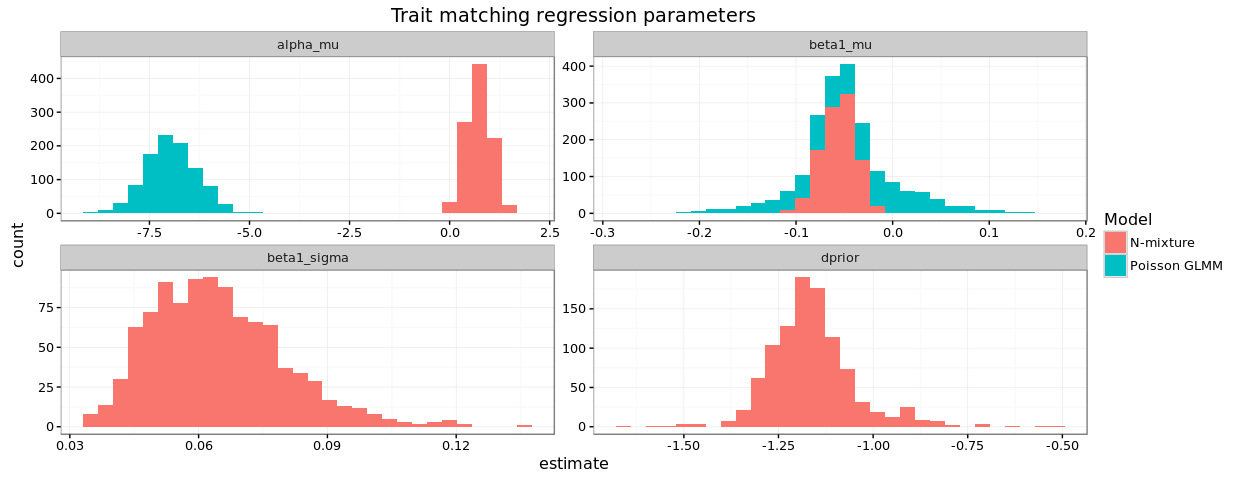 Trait matching regression parameters
alpha_mu
beta1_mu
400
300
200
100
0
-7.5 -5.0 -2.5 0.0 2.5
400
300
200
100
0
-0.3 -0.2 -0.1 0.0 0.1 0.2
beta1_sigma
dprior
75
50
25
0
0.03 0.06 0.09 0.12
150
100
50
0
-1.50 -1.25 -1.00 -0.75 -0.50
count
estimate
Model
N-mixture
Poisson GLMM